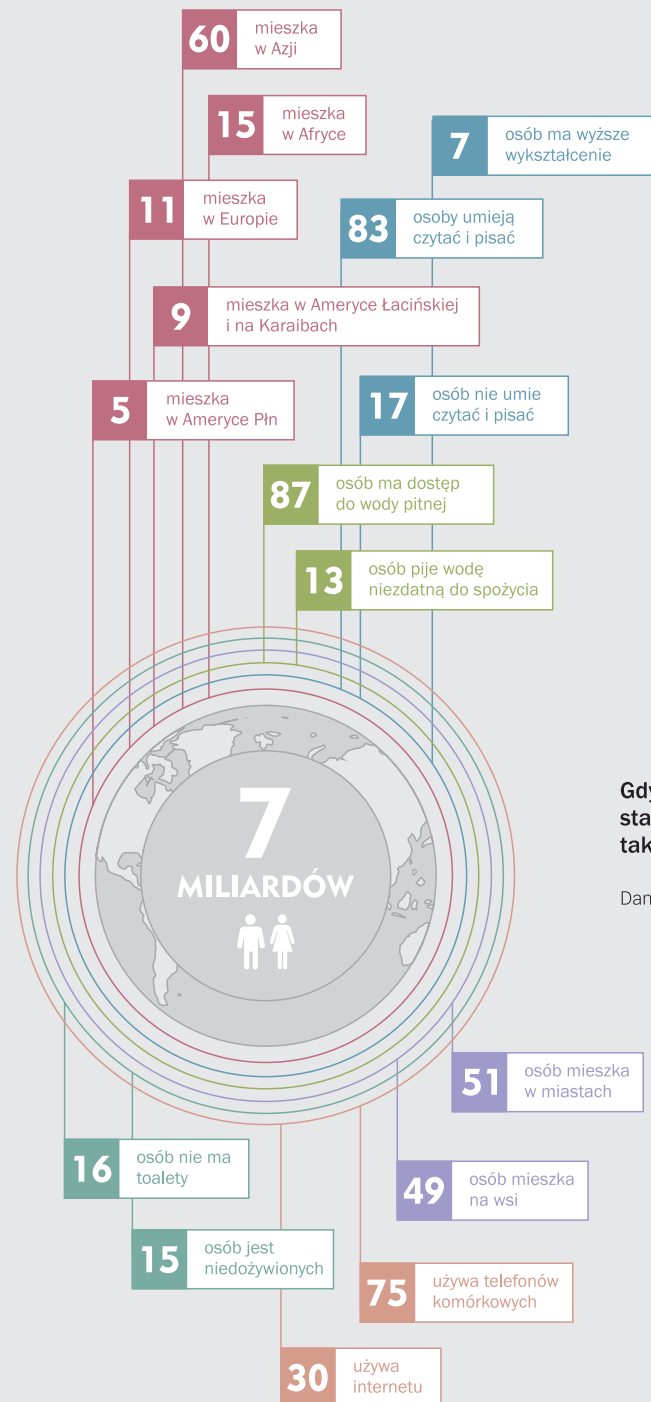 60
mieszka
w Azji
15
mieszka
w Afryce
7
osób ma wyższe
wykształcenie
11
mieszka
w Europie
83
osoby umieją
czytać i pisać
9
mieszka w Ameryce Łacińskiej
i na Karaibach
5
mieszka
w Ameryce Płn
17
osób nie umie
czytać i pisać
87
osób ma dostęp
do wody pitnej
13
osób pije wodę
niezdatną do spożycia
7
MILIARDÓW
51
osób mieszka
w miastach
16
osób nie ma
toalety
49
osób mieszka
na wsi
15
osób jest
niedożywionych
75
używa telefonów
komórkowych
30
używa
internetu